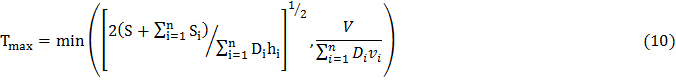 T_max = min([2(S + ∑_{i=1}^{n} S_i)/∑_{i=1}^{n} D_i h_i]^{1/2}, V/∑_{i=1}^{n} D_i v_i) (10)